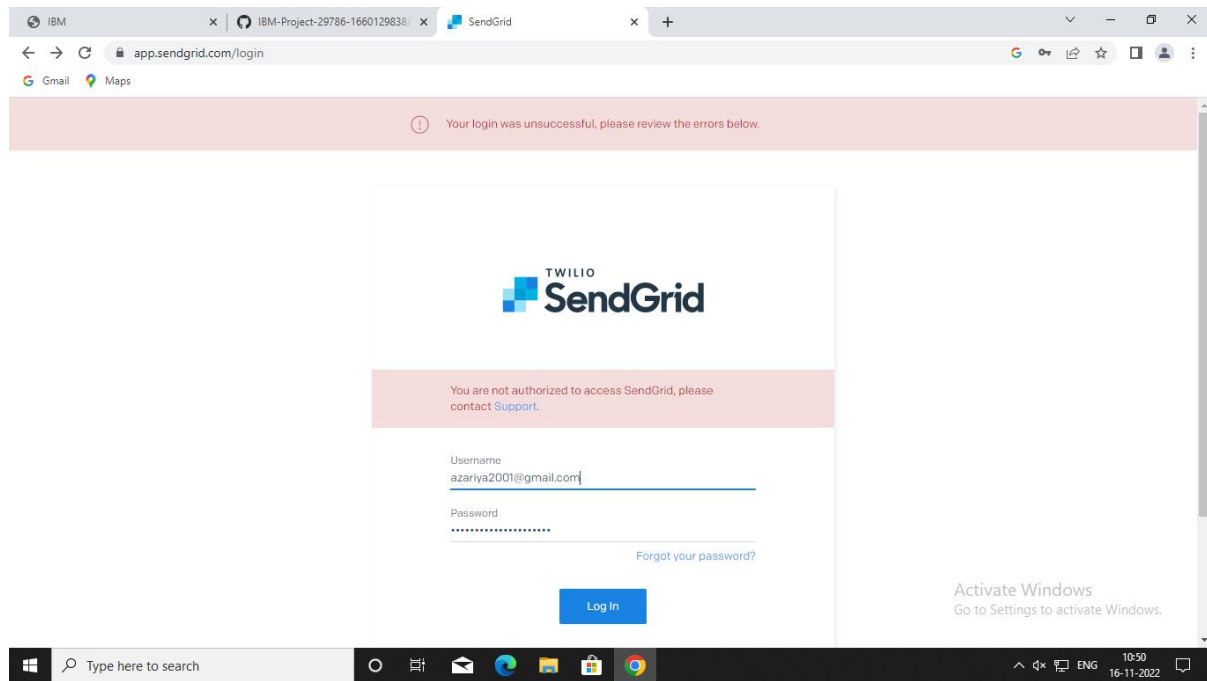 IBM
IBM-Project-29786-1660129838/
SendGrid
app.sendgrid.com/login
Gmail
Maps
Your login was unsuccessful, please review the errors below.
TWILIO
SendGrid
You are not authorized to access SendGrid, please
contact Support.
Username
azariya2001@gmail.com
Password
Forgot your password?
Log In
Activate Windows
Go to Settings to activate Windows.
Type here to search
ENG
10:50
16-11-2022